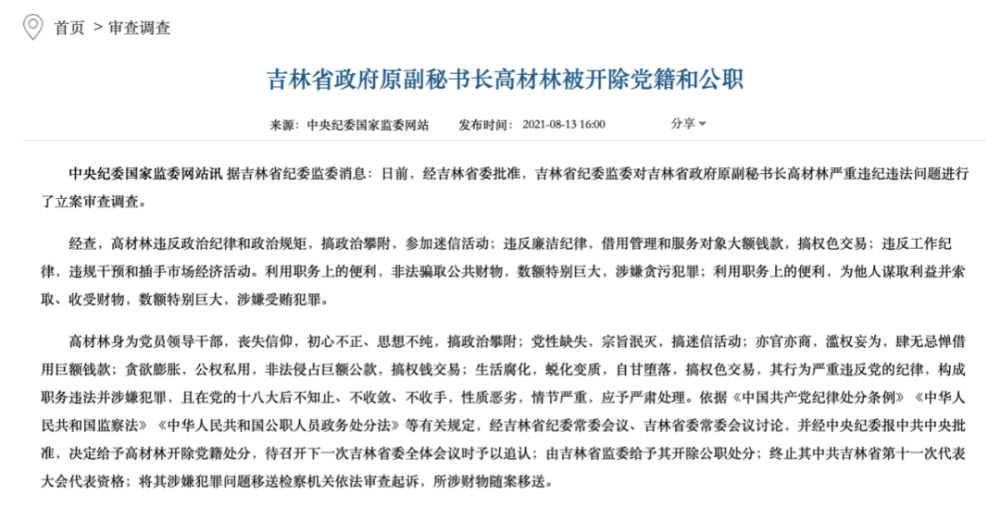 首页 > 审查调查
吉林省政府原副秘书长高材林被开除党籍和公职
来源：中央纪委国家监委网站 发布时间：2021-08-13 16:00 分享
中央纪委国家监委网站讯 据吉林省纪委监委消息：日前，经吉林省委批准，吉林省纪委监委对吉林省政府原副秘书长高材林严重违纪违法问题进行
了立案审查调查。
经查，高材林违反政治纪律和政治规矩，搞政治攀附，参加迷信活动；违反廉洁纪律，借用管理和服务对象大额钱款，搞权色交易；违反工作纪
律，违规干预和插手市场经济活动。利用职务上的便利，非法骗取公共财物，数额特别巨大，涉嫌贪污犯罪；利用职务上的便利，为他人谋取利益并索
取、收受财物，数额特别巨大，涉嫌受贿犯罪。
高材林身为党员领导干部，丧失信仰，初心不正、思想不纯，搞政治攀附；党性缺失，宗旨泯灭，搞迷信活动；亦官亦商，滥权妄为，肆无忌惮借
用巨额钱款；贪欲膨胀，公权私用，非法侵占巨额公款，搞权钱交易；生活腐化，蜕化变质，自甘堕落，搞权色交易，其行为严重违反党的纪律，构成
职务违法并涉嫌犯罪，且在党的十八大后不知止、不收敛、不收手，性质恶劣，情节严重，应予严肃处理。依据《中国共产党纪律处分条例》《中华人
民共和国监察法》《中华人民共和国公职人员政务处分法》等有关规定，经吉林省纪委常委会议、吉林省委常委会议讨论，并经中央纪委报中共中央批
准，决定给予高材林开除党籍处分，待召开下一次吉林省委全体会议时予以追认；由吉林省监委给予其开除公职处分；终止其中共吉林省第十一次代表
大会代表资格；将其涉嫌犯罪问题移送检察机关依法审查起诉，所涉财物随案移送。